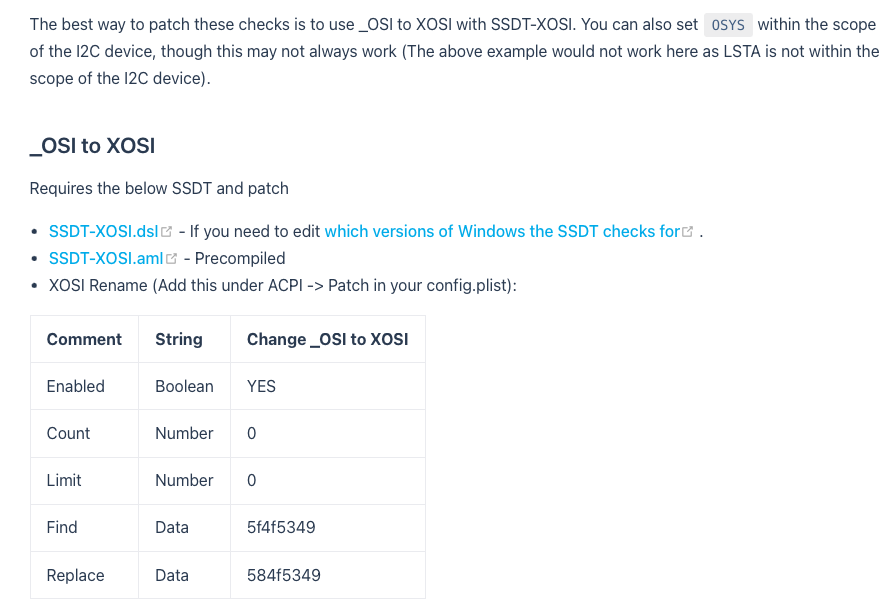 The best way to patch these checks is to use _OSI to XOSI with SSDT-XOSI. You can also set OSYS within the scope
of the I2C device, though this may not always work (The above example would not work here as LSTA is not within the
scope of the I2C device).
_OSI to XOSI
Requires the below SSDT and patch
• SSDT-XOSI.dsl - If you need to edit which versions of Windows the SSDT checks for .
• SSDT-XOSI.aml - Precompiled
• XOSI Rename (Add this under ACPI -> Patch in your config.plist):
Comment String Change _OSI to XOSI
Enabled Boolean YES
Count Number 0
Limit Number 0
Find Data 5f4f5349
Replace Data 584f5349